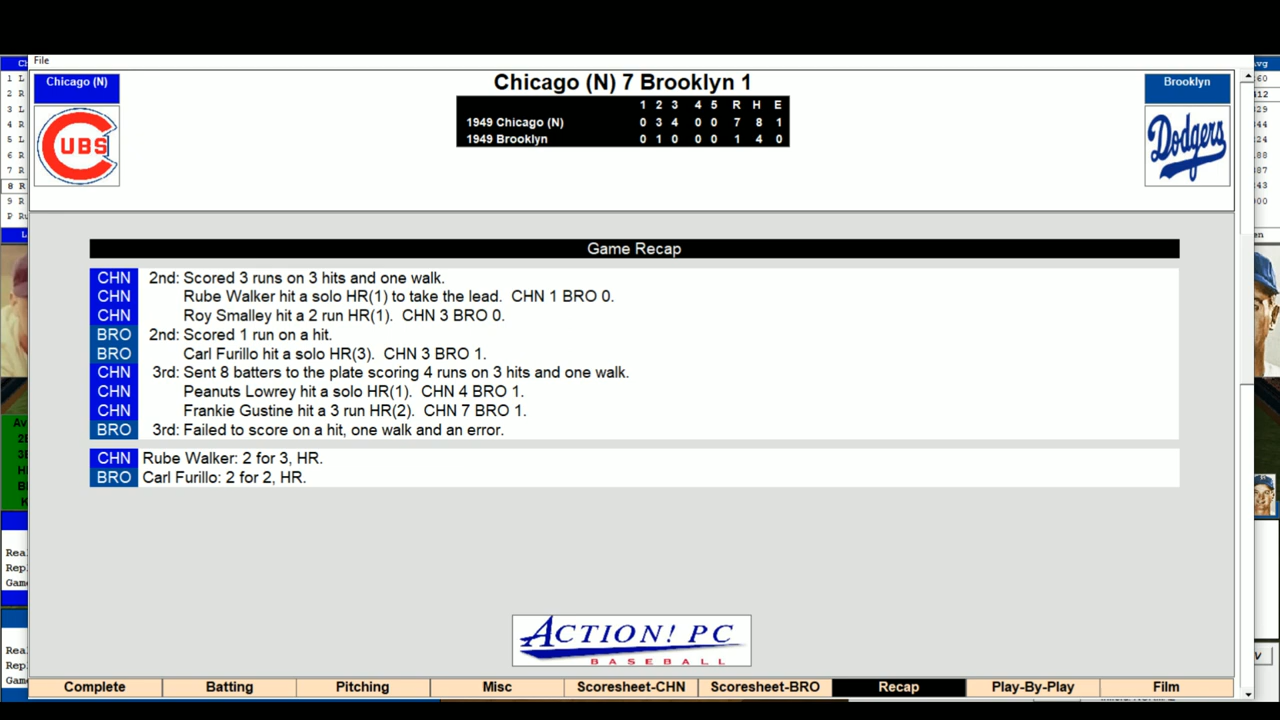 File
Chicago (N)
Chicago (N) 7 Brooklyn 1
Brooklyn
1 2 3 4 5 R H E
1949 Chicago (N) 0 3 4 0 0 7 8 1
1949 Brooklyn 0 1 0 0 0 1 4 0
CUBS
Dodgers
Game Recap
CHN 2nd: Scored 3 runs on 3 hits and one walk.
CHN Rube Walker hit a solo HR(1) to take the lead. CHN 1 BRO 0.
CHN Roy Smalley hit a 2 run HR(1). CHN 3 BRO 0.
BRO 2nd: Scored 1 run on a hit.
BRO Carl Furillo hit a solo HR(3). CHN 3 BRO 1.
CHN 3rd: Sent 8 batters to the plate scoring 4 runs on 3 hits and one walk.
CHN Peanuts Lowrey hit a solo HR(1). CHN 4 BRO 1.
CHN Frankie Gustine hit a 3 run HR(2). CHN 7 BRO 1.
BRO 3rd: Failed to score on a hit, one walk and an error.
CHN Rube Walker: 2 for 3, HR.
BRO Carl Furillo: 2 for 2, HR.
ACTION! PC
BASEBALL
Complete Batting Pitching Misc Scoresheet-CHN Scoresheet-BRO Recap Play-By-Play Film